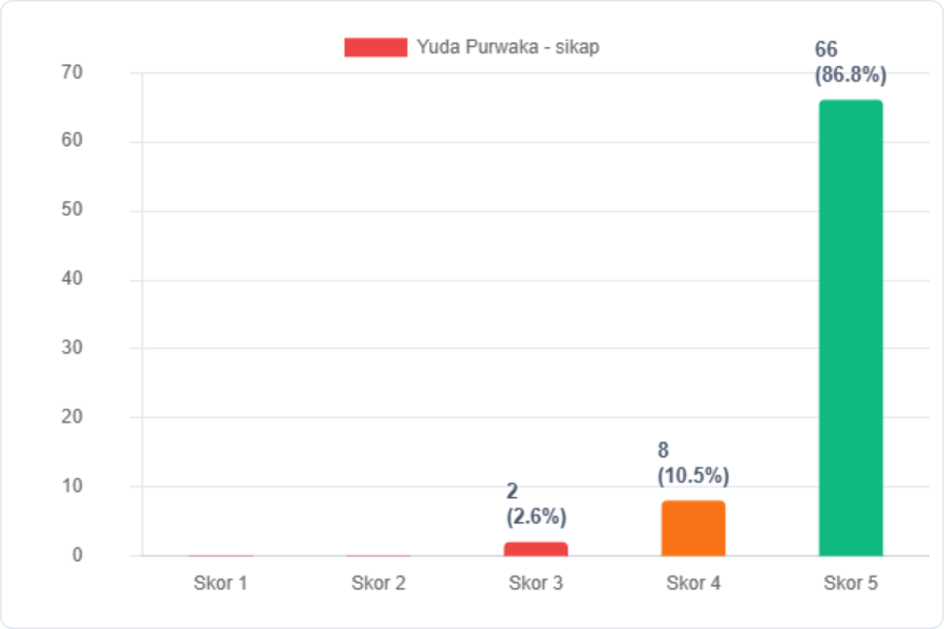 Yuda Purwaka - sikap
66
(86.8%)
70
60
50
40
30
20
10
0
8
(10.5%)
2
(2.6%)
Skor 1
Skor 2
Skor 3
Skor 4
Skor 5